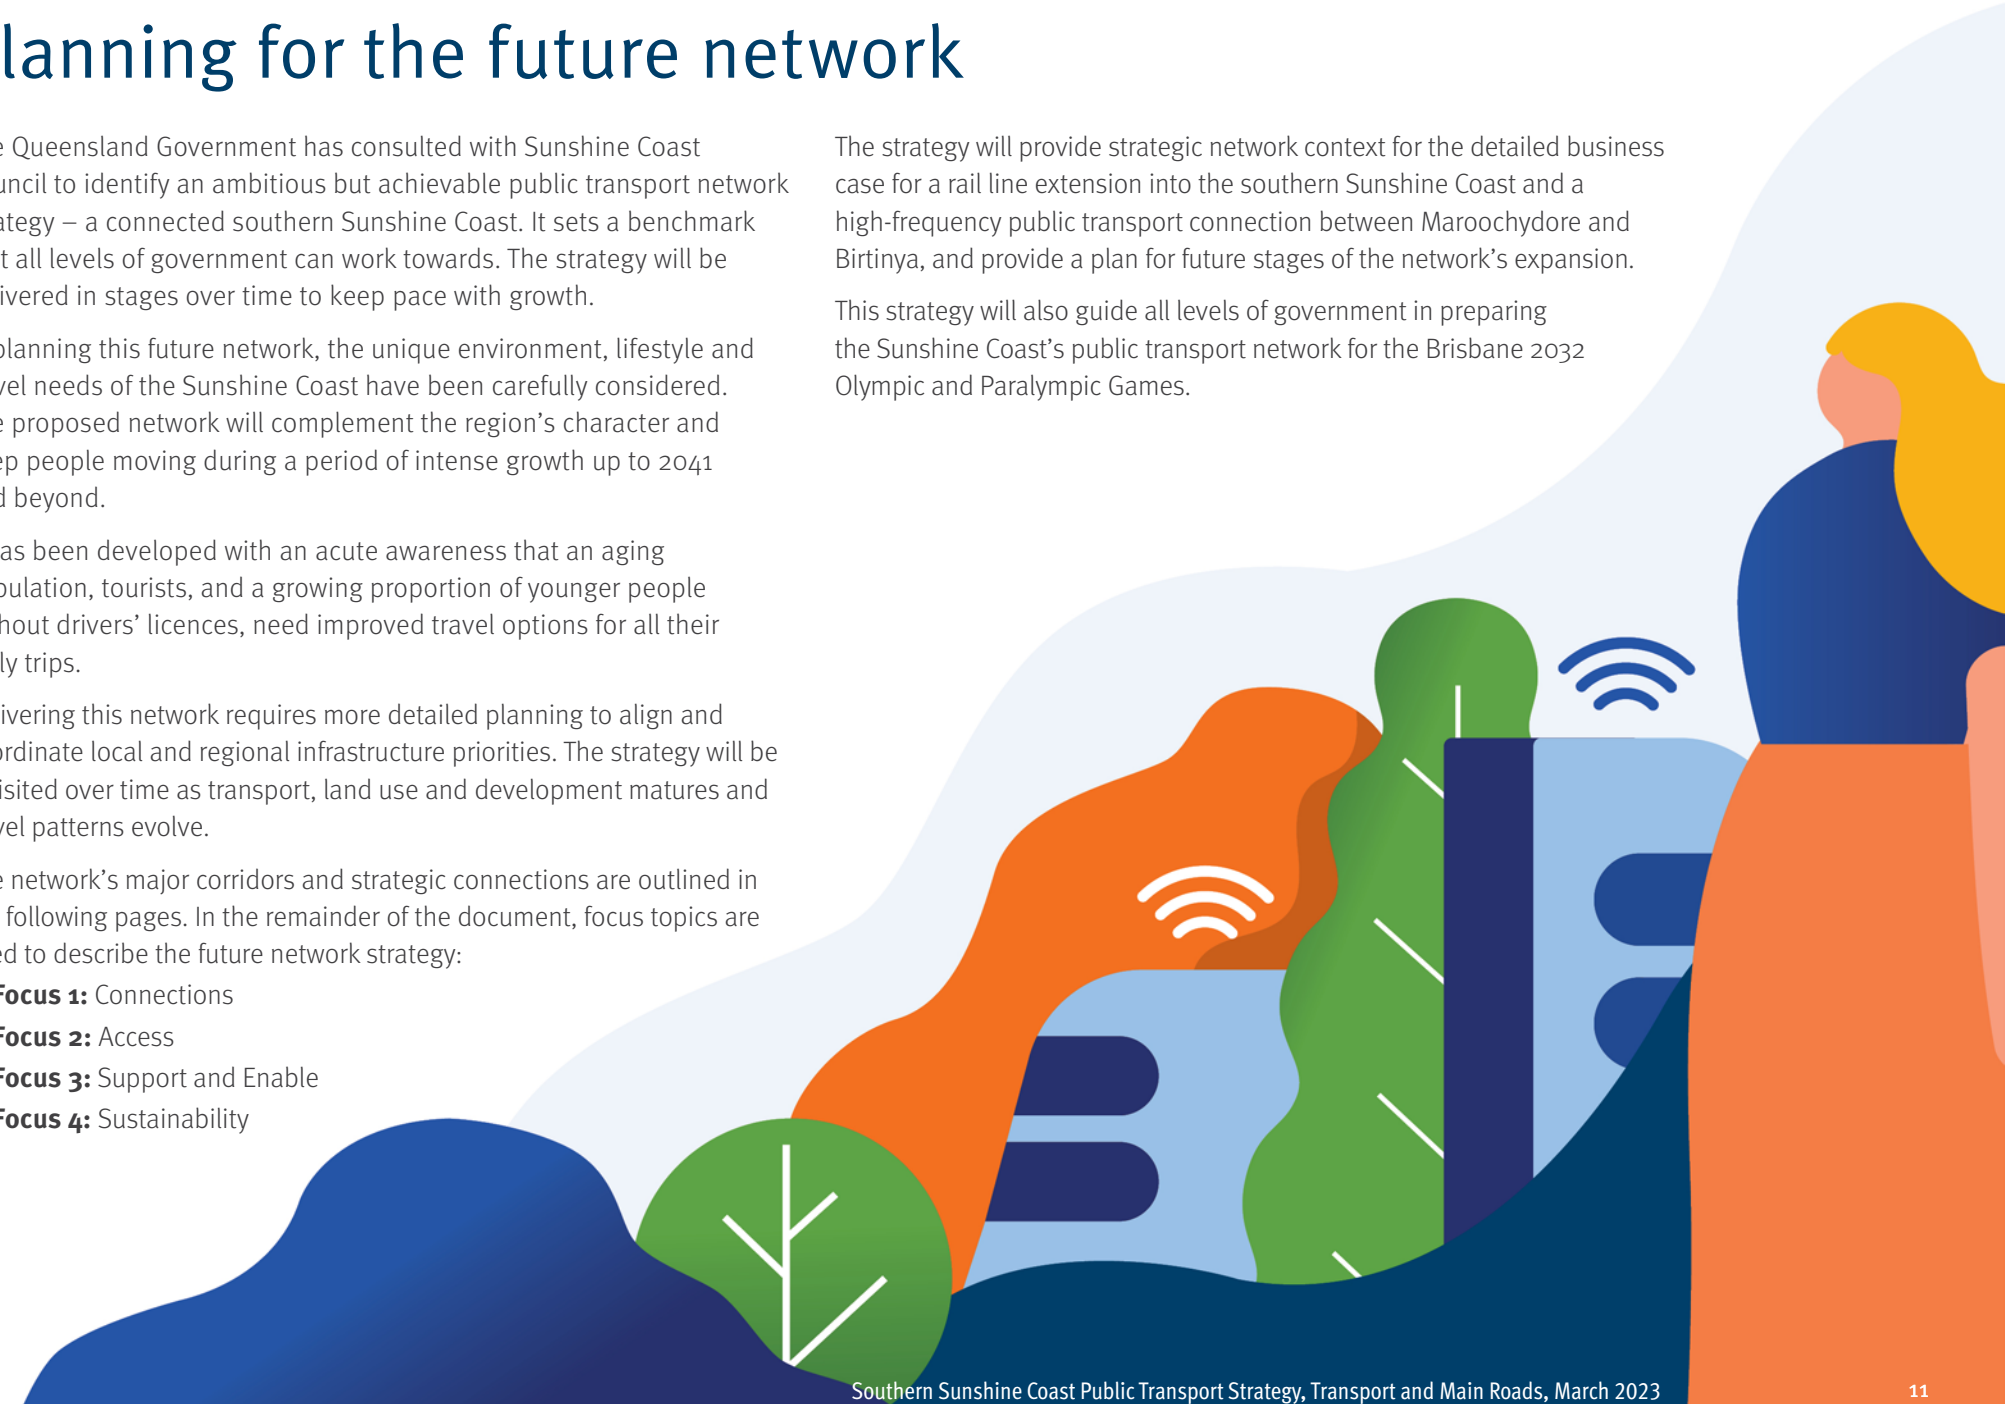 lanning for the future network
e Queensland Government has consulted with Sunshine Coast
uncil to identify an ambitious but achievable public transport network
ategy – a connected southern Sunshine Coast. It sets a benchmark
t all levels of government can work towards. The strategy will be
ivered in stages over time to keep pace with growth.
planning this future network, the unique environment, lifestyle and
vel needs of the Sunshine Coast have been carefully considered.
e proposed network will complement the region’s character and
ep people moving during a period of intense growth up to 2041
d beyond.
as been developed with an acute awareness that an aging
pulation, tourists, and a growing proportion of younger people
hout drivers’ licences, need improved travel options for all their
ly trips.
ivering this network requires more detailed planning to align and
ordinate local and regional infrastructure priorities. The strategy will be
isited over time as transport, land use and development matures and
vel patterns evolve.
e network’s major corridors and strategic connections are outlined in
following pages. In the remainder of the document, focus topics are
ed to describe the future network strategy:
Focus 1: Connections
Focus 2: Access
Focus 3: Support and Enable
Focus 4: Sustainability
The strategy will provide strategic network context for the detailed business
case for a rail line extension into the southern Sunshine Coast and a
high-frequency public transport connection between Maroochydore and
Birtinya, and provide a plan for future stages of the network’s expansion.
This strategy will also guide all levels of government in preparing
the Sunshine Coast’s public transport network for the Brisbane 2032
Olympic and Paralympic Games.
Southern Sunshine Coast Public Transport Strategy, Transport and Main Roads, March 2023
11